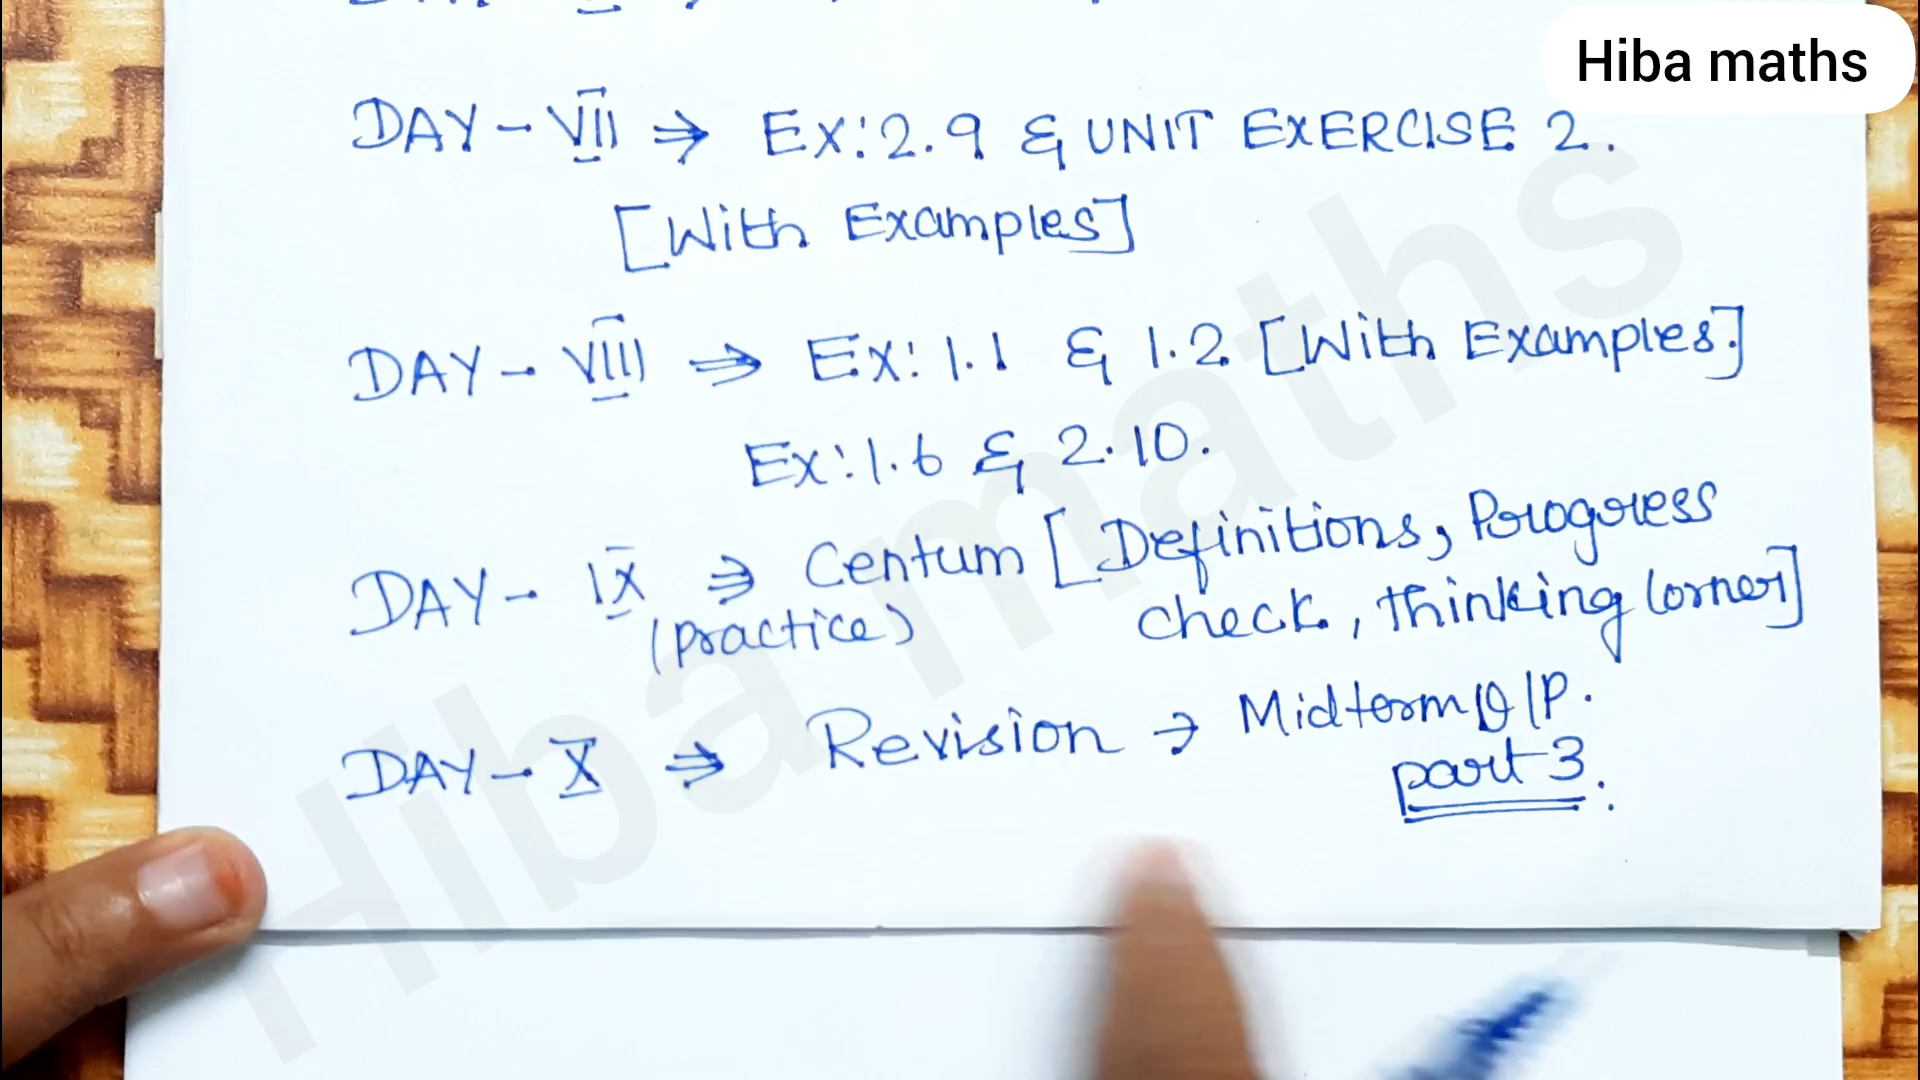 Hiba maths
DAY - VII ⇒ Ex: 2.9 & UNIT EXERCISE 2.
[With Examples]
DAY - VIII ⇒ Ex: 1.1 & 1.2 [With Examples.]
Ex: 1.6 & 2.10.
DAY - IX ⇒ Centum [Definitions, Progress
(practice) check, thinking Corner]
DAY - X ⇒ Revision → Midterm Q/P.
part 3.
Hiba maths